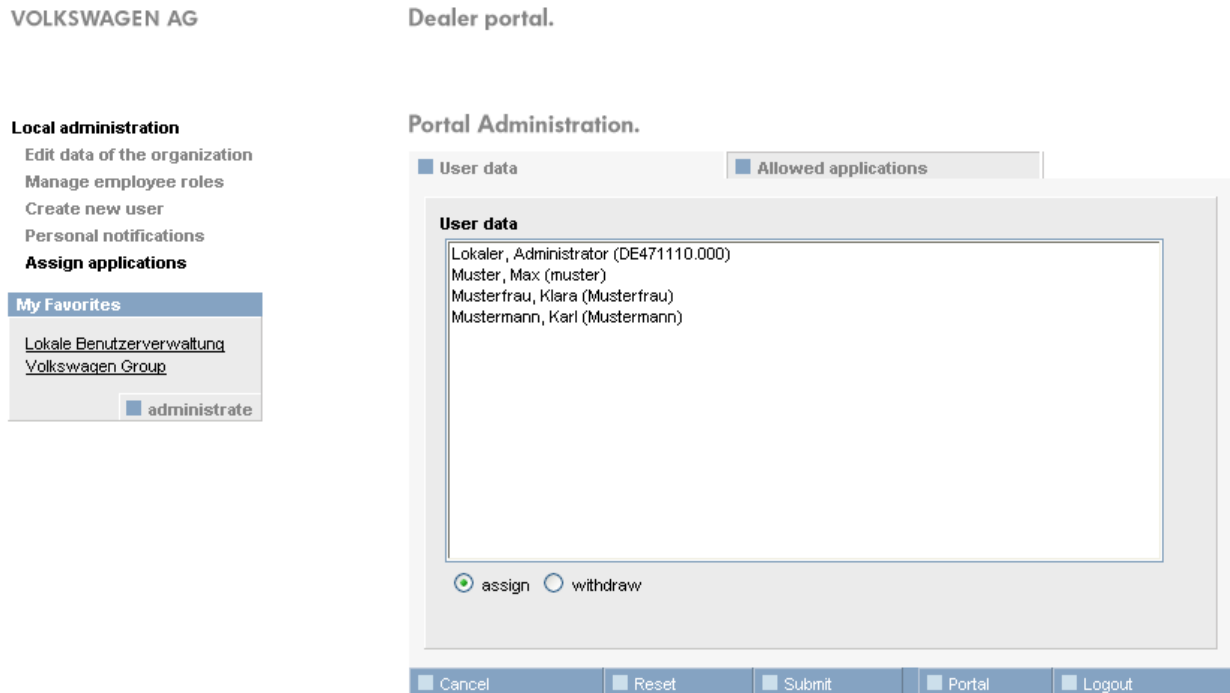 VOLKSWAGEN AG
Dealer portal.
Local administration
Edit data of the organization
Manage employee roles
Create new user
Personal notifications
Assign applications
My Favorites
Lokale Benutzerverwaltung
Volkswagen Group
administrate
Portal Administration.
User data
Allowed applications
User data
Lokaler, Administrator (DE471110.000)
Muster, Max (muster)
Musterfrau, Klara (Musterfrau)
Mustermann, Karl (Mustermann)
assign withdraw
Cancel Reset Submit Portal Logout